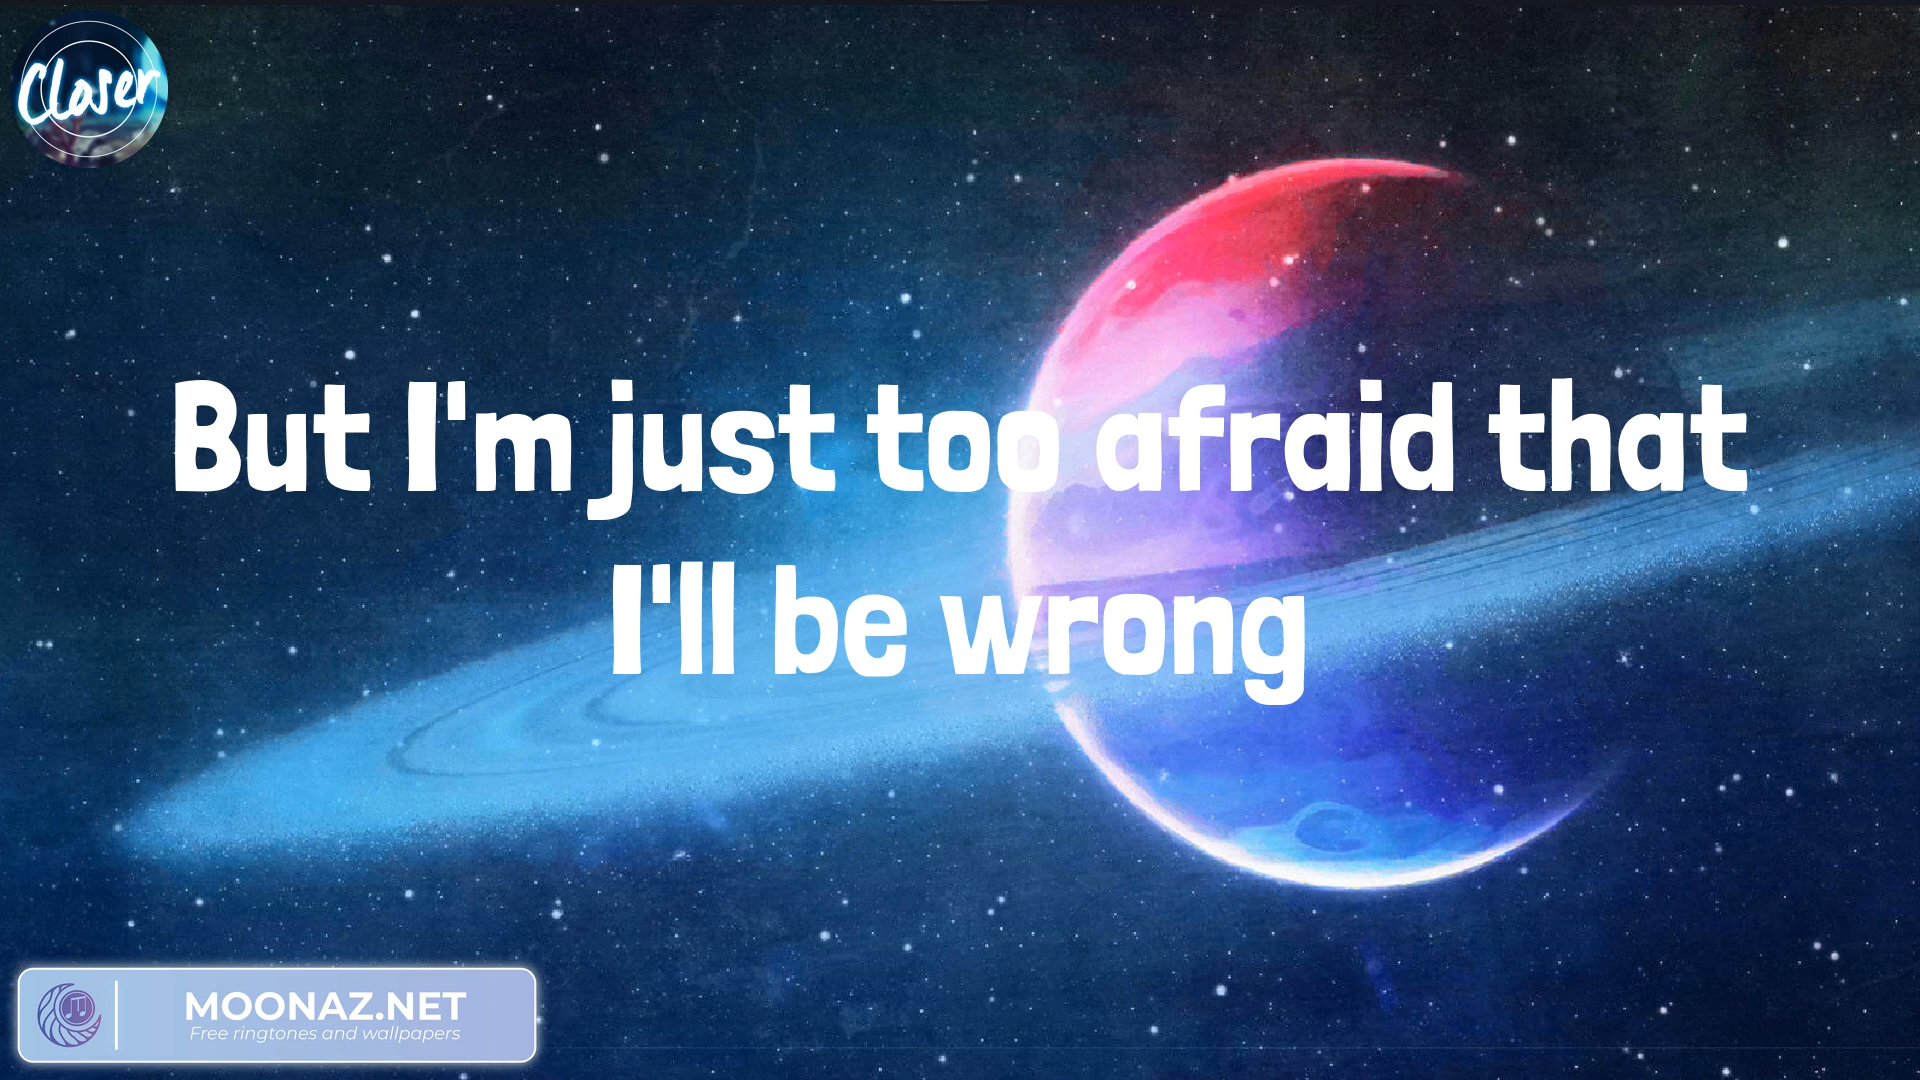 Closer
But I'm just too afraid that
I'll be wrong
MOONAZ.NET
Free ringtones and wallpapers